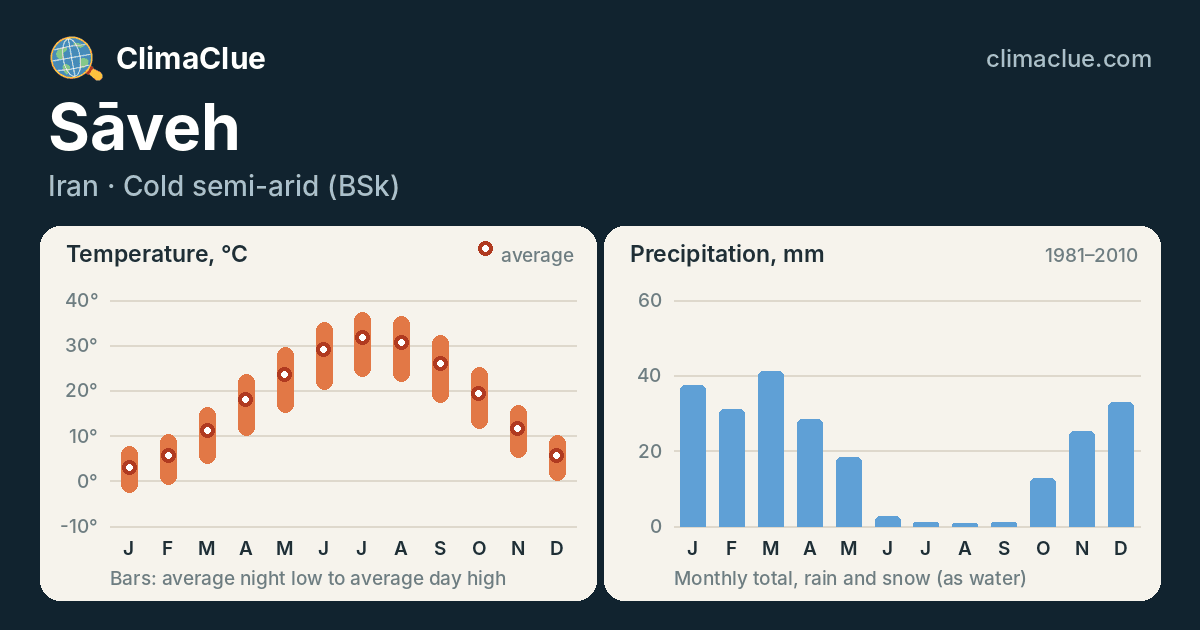 ClimaClue
climaclue.com
Sāveh
Iran · Cold semi-arid (BSk)
Temperature, °C
average
40°
30°
20°
10°
0°
-10°
J F M A M J J A S O N D
Bars: average night low to average day high
Precipitation, mm
1981–2010
60
40
20
0
J F M A M J J A S O N D
Monthly total, rain and snow (as water)